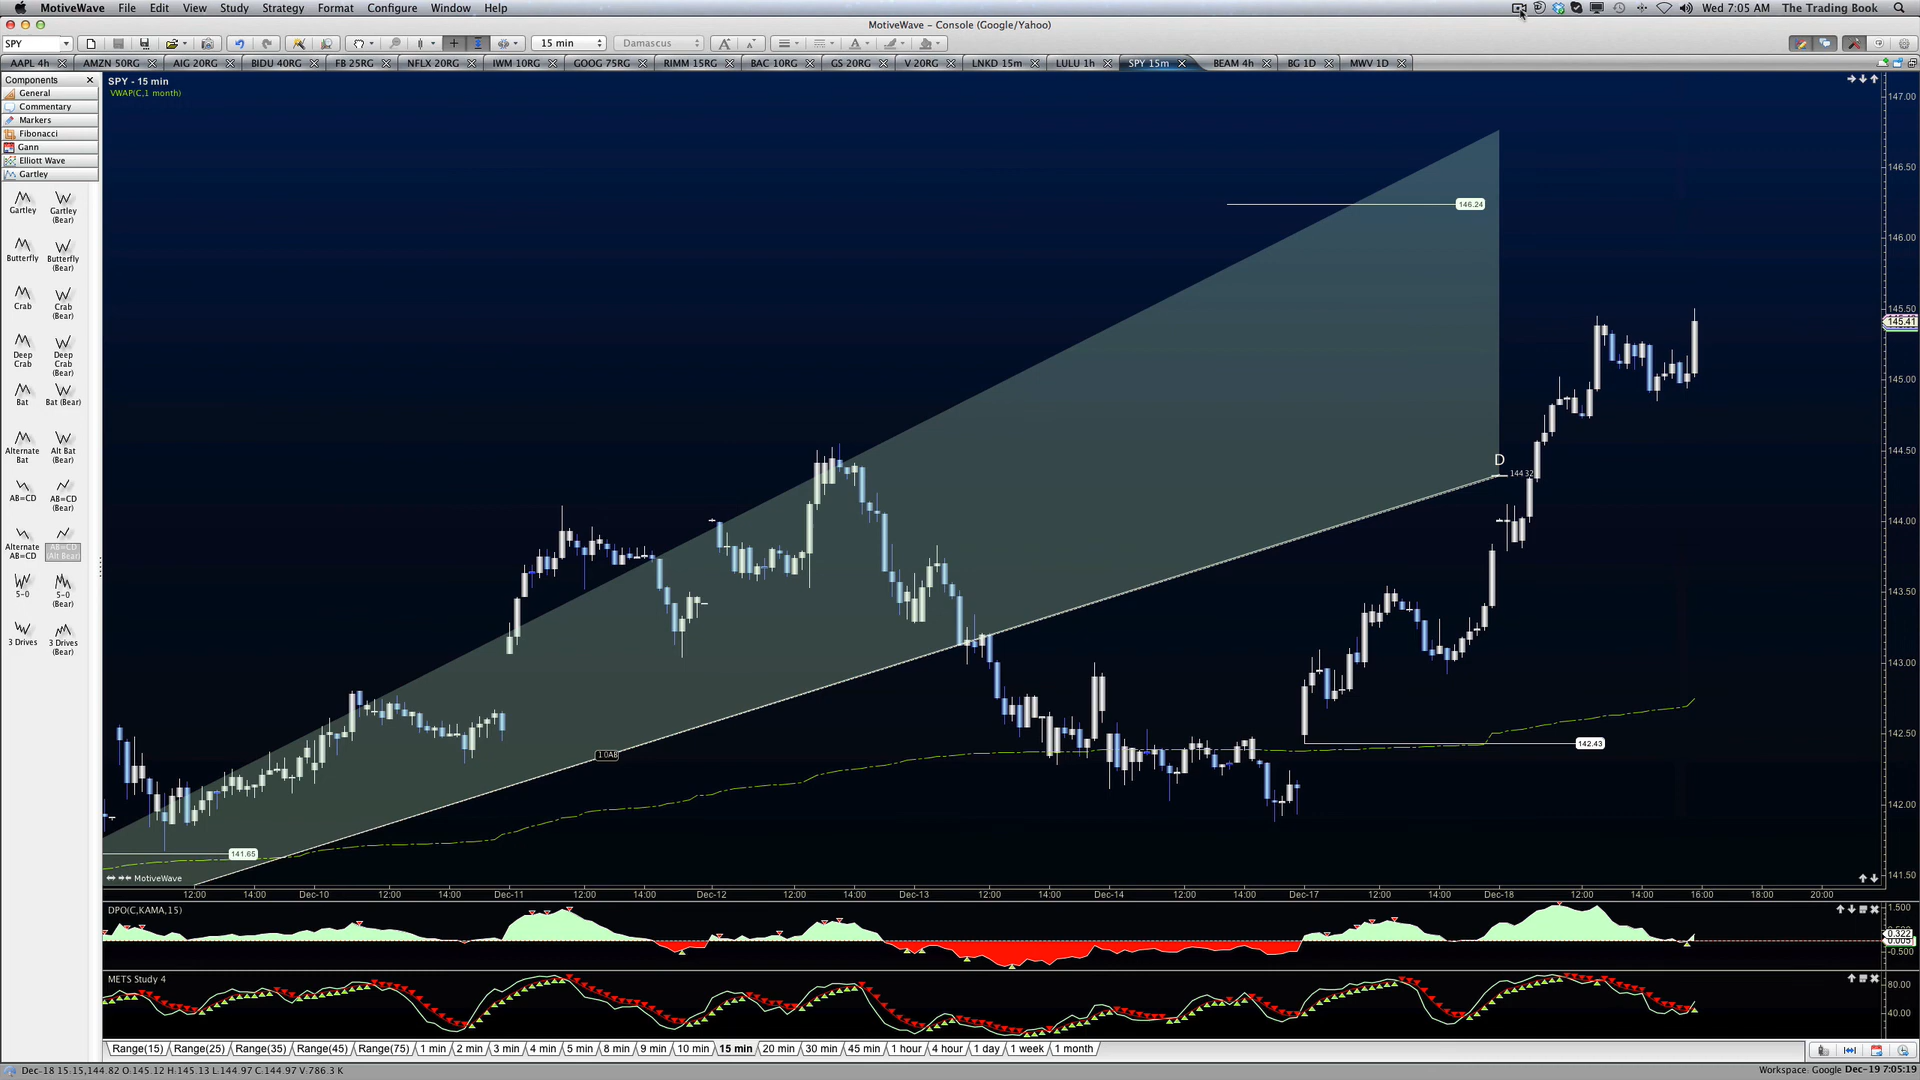 MotiveWave File Edit View Study Strategy Format Configure Window Help Wed 7:05 AM The Trading Book
MotiveWave - Console (Google/Yahoo)
SPY 15 min Damascus
AAPL 4h AMZN 50RG AIG 20RG BIDU 40RG FB 25RG NFLX 20RG IWM 10RG GOOG 75RG RIMM 15RG BAC 10RG GS 20RG V 20RG LNKD 15m LULU 1h SPY 15m BEAM 4h BG 1D MWV 1D
Components
General
Commentary
Markers
Fibonacci
Gann
Elliott Wave
Gartley
Gartley Gartley (Bear)
Butterfly Butterfly (Bear)
Crab Crab (Bear)
Deep Crab Deep Crab (Bear)
Bat Bat (Bear)
Alternate Bat Alt Bat (Bear)
AB=CD AB=CD (Bear)
Alternate AB=CD AB=CD (Alt Bear)
5-0 5-0 (Bear)
3 Drives 3 Drives (Bear)
SPY - 15 min
VWAP(C,1 month)
147.00
146.50
146.24
146.00
145.50
145.41
145.00
144.50
D
144.32
144.00
143.50
143.00
142.50
142.43
1.0AB
142.00
141.65
141.50
MotiveWave
12:00 14:00 Dec-10 12:00 14:00 Dec-11 12:00 14:00 Dec-12 12:00 14:00 Dec-13 12:00 14:00 Dec-14 12:00 14:00 Dec-17 12:00 14:00 Dec-18 12:00 14:00 16:00 18:00 20:00
DPO(C,KAMA,15)
1.500
0.322
0.005
-0.500
METS Study 4
80.00
40.00
Range(15) Range(25) Range(35) Range(45) Range(75) 1 min 2 min 3 min 4 min 5 min 8 min 9 min 10 min 15 min 20 min 30 min 45 min 1 hour 4 hour 1 day 1 week 1 month
Dec-18 15:15,144.82 O:145.12 H:145.13 L:144.97 C:144.97 V:786.3 K Workspace: Google Dec-19 7:05:19